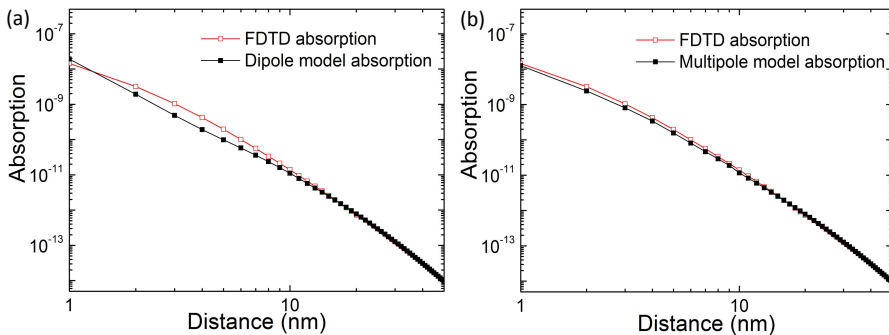 (a)
FDTD absorption
Dipole model absorption
Absorption
10⁻⁷
10⁻⁹
10⁻¹¹
10⁻¹³
1
10
Distance (nm)
(b)
FDTD absorption
Multipole model absorption
Absorption
10⁻⁷
10⁻⁹
10⁻¹¹
10⁻¹³
1
10
Distance (nm)